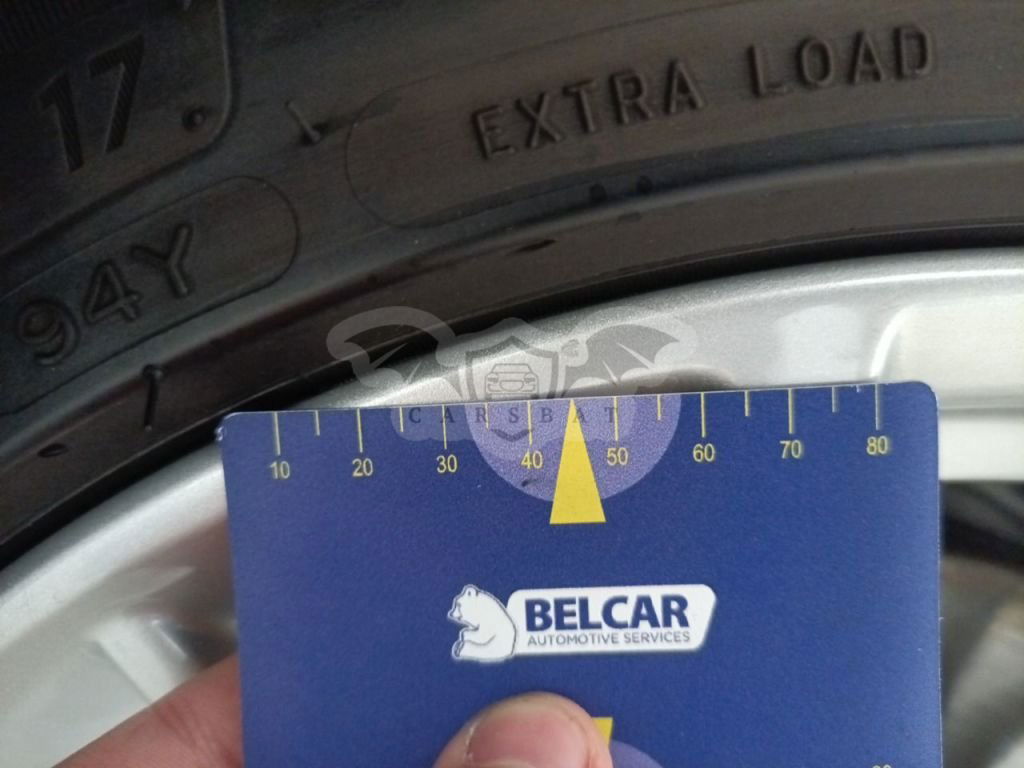 17
EXTRA LOAD
94Y
CARSBAT
10 20 30 40 50 60 70 80
BELCAR
AUTOMOTIVE SERVICES